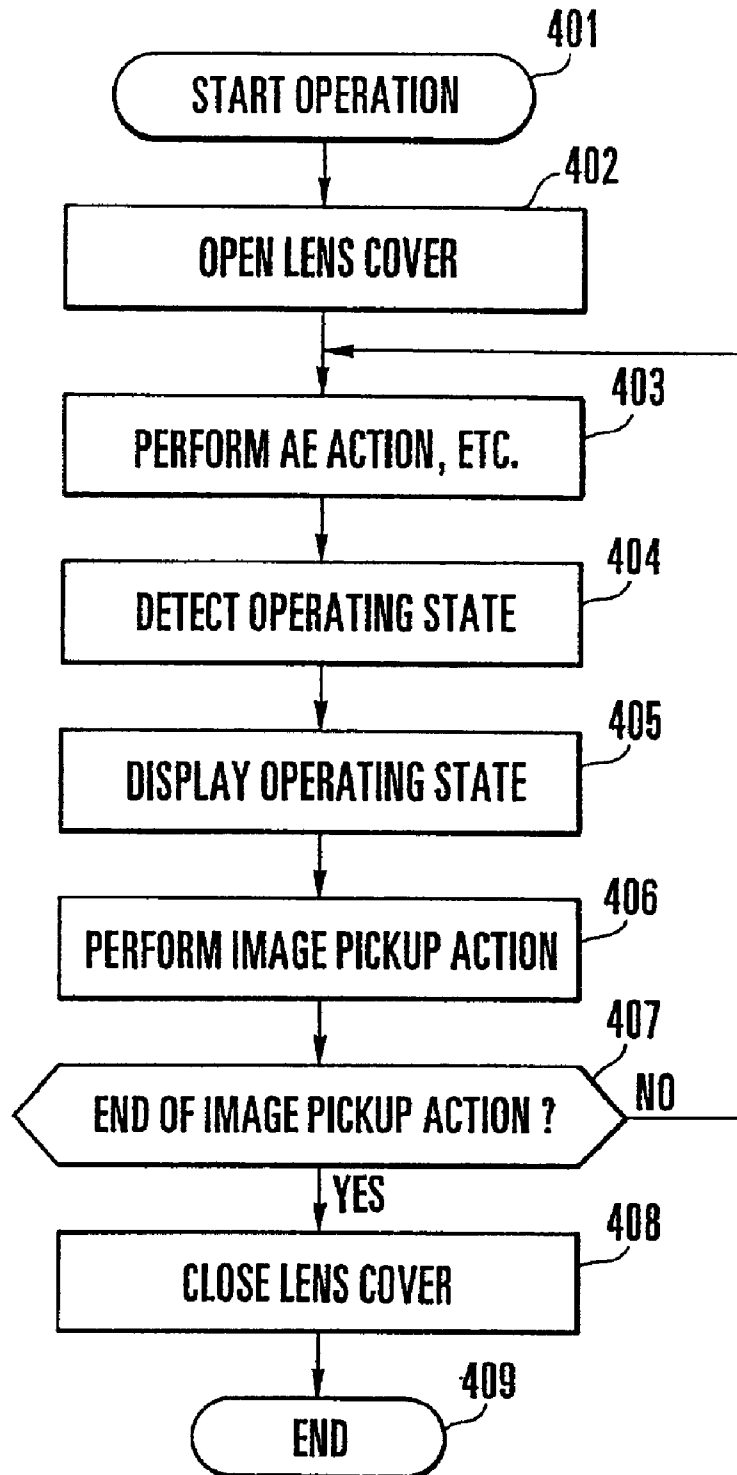 401
START OPERATION
402
OPEN LENS COVER
403
PERFORM AE ACTION, ETC.
404
DETECT OPERATING STATE
405
DISPLAY OPERATING STATE
406
PERFORM IMAGE PICKUP ACTION
407
END OF IMAGE PICKUP ACTION ?
NO
YES
408
CLOSE LENS COVER
409
END